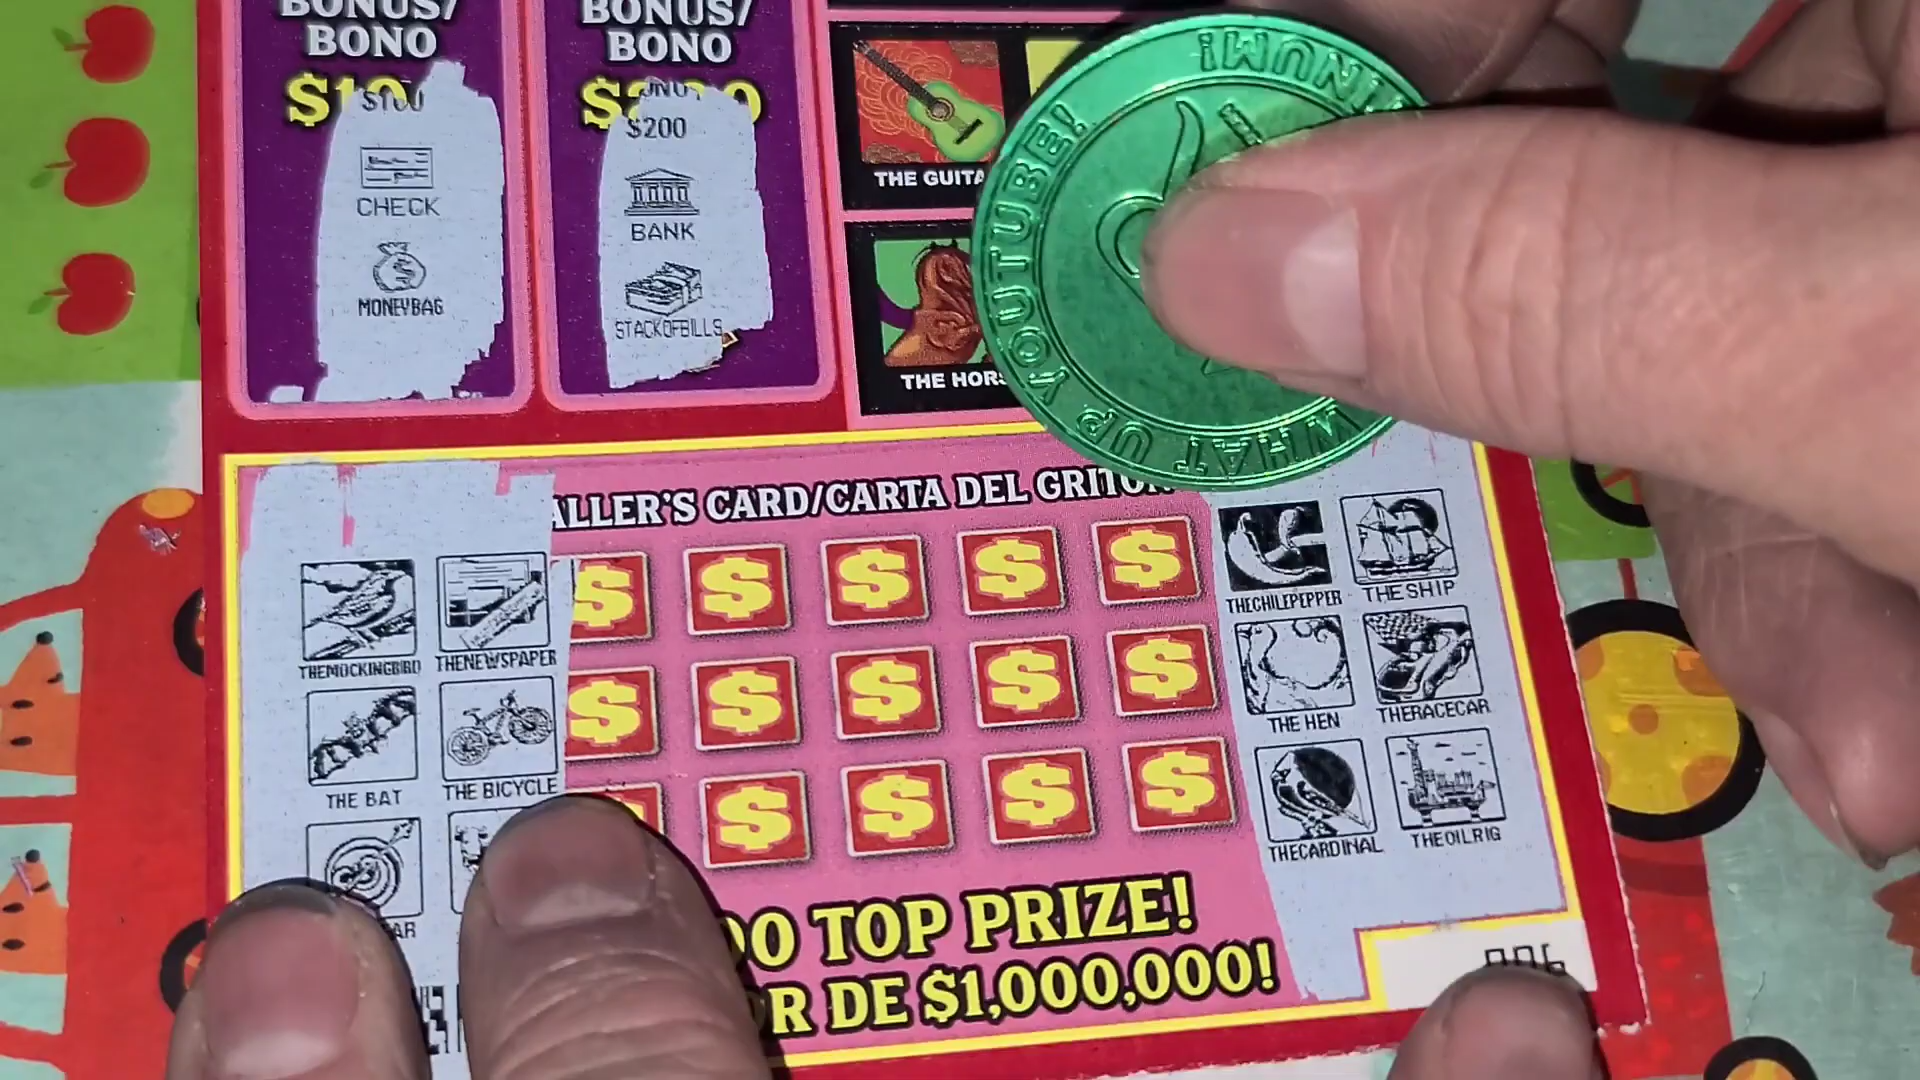 BONUS/
BONO
$100
CHECK
MONEYBAG
BONUS/
BONO
$200
BANK
STACKOFBILLS
THE GUITA
THE HORS
WHAT UP YOUTUBE!
ALLER'S CARD/CARTA DEL GRITON
THEMOCKINGBIRD
THENEWSPAPER
THE BAT
THE BICYCLE
AR
THECHILEPEPPER
THESHIP
THE HEN
THERACECAR
THECARDINAL
THEOILRIG
00 TOP PRIZE!
R DE $1,000,000!